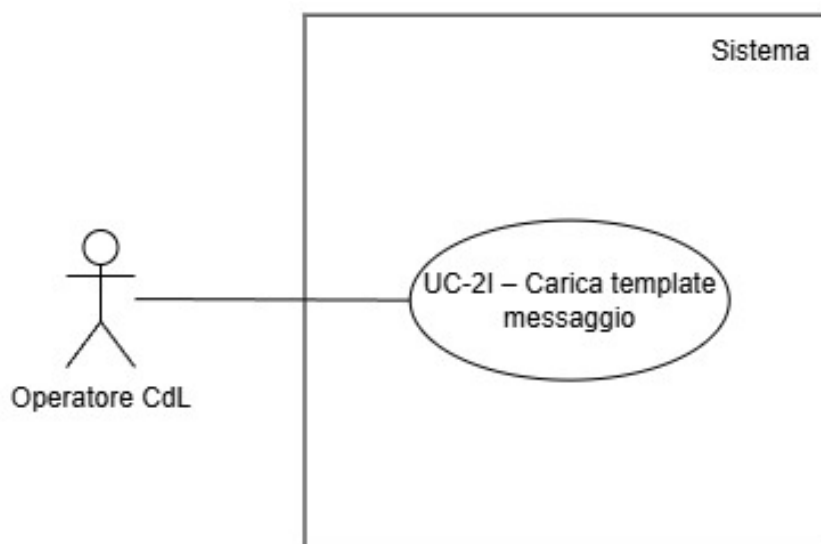 Sistema
UC-2I – Carica template
messaggio
Operatore CdL